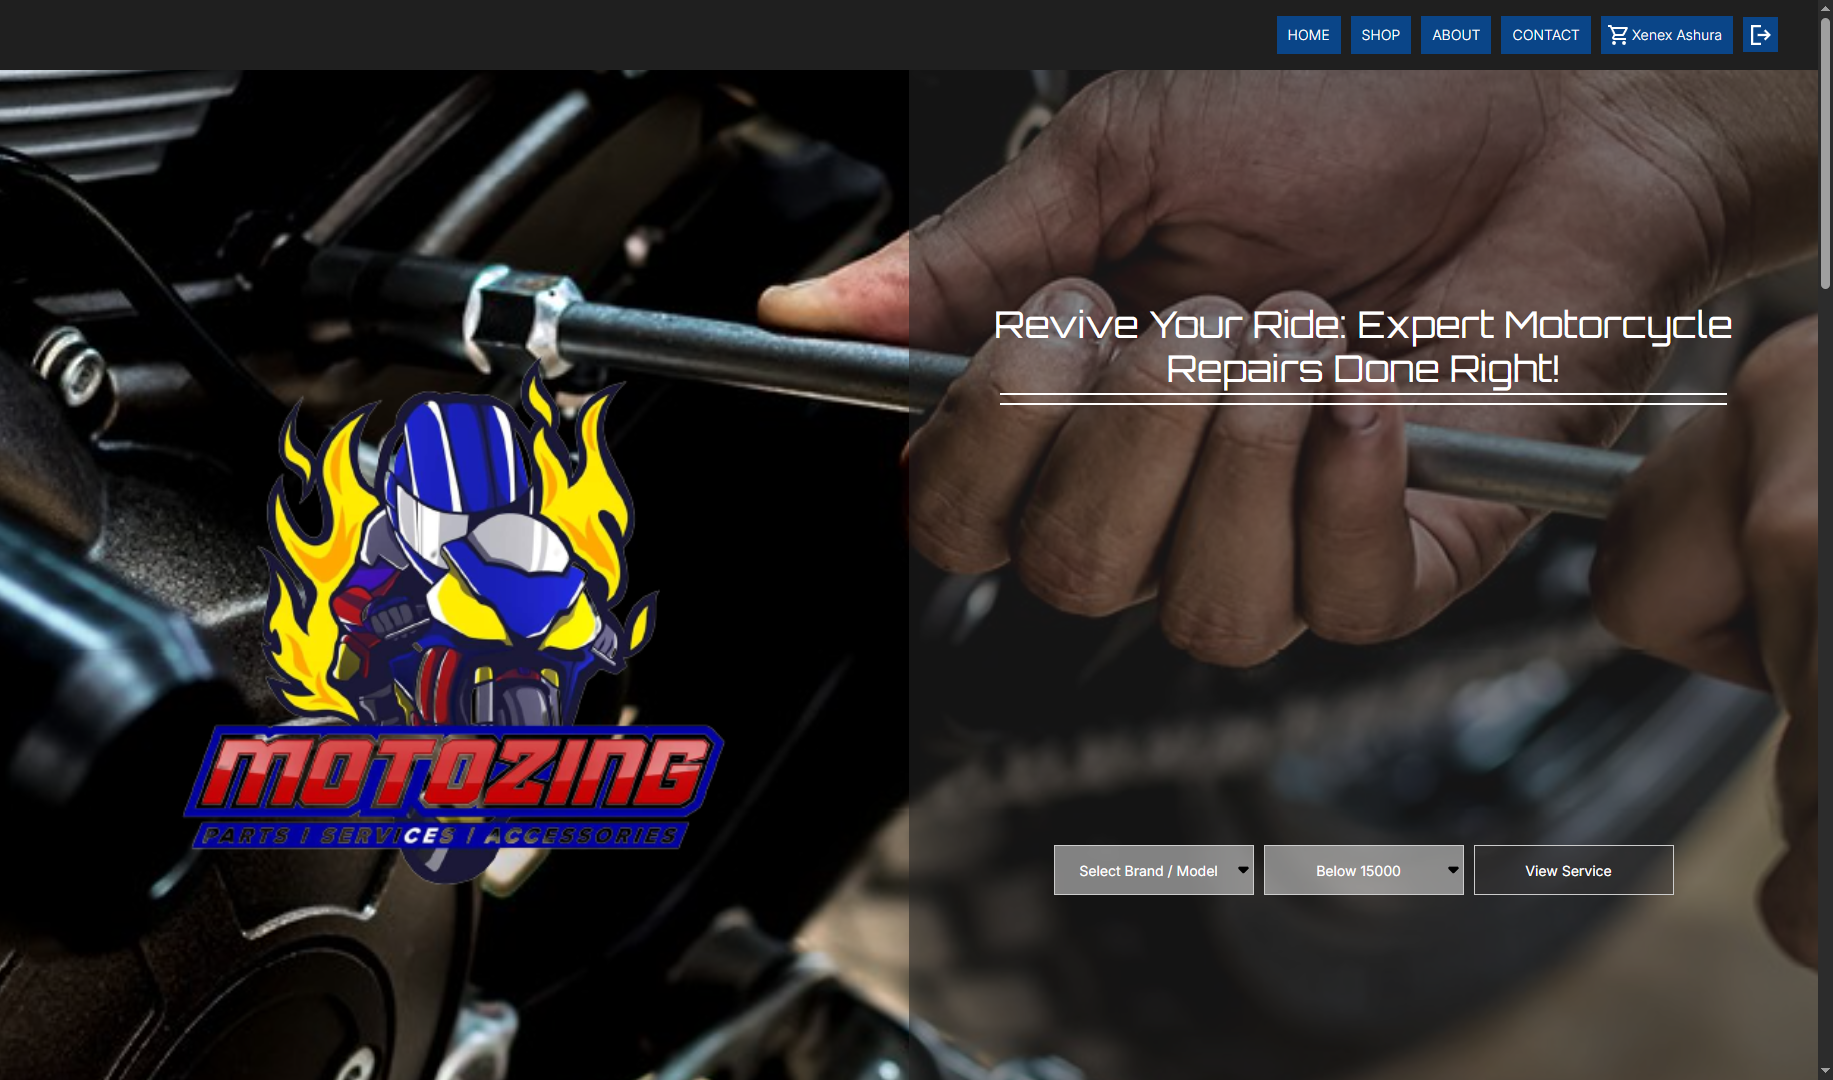 HOME SHOP ABOUT CONTACT Xenex Ashura
Revive Your Ride: Expert Motorcycle
Repairs Done Right!
MOTOZING
PARTS | SERVICES | ACCESSORIES
Select Brand / Model Below 15000 View Service